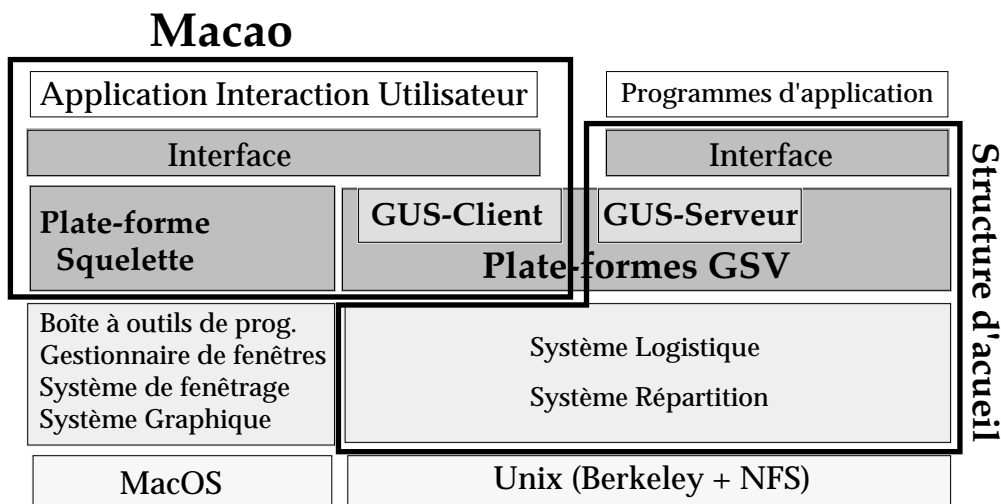 Macao
Application Interaction Utilisateur
Programmes d'application
Interface
Interface
Plate-forme
Squelette
GUS-Client
GUS-Serveur
Plate-formes GSV
Structure d'acueil
Boîte à outils de prog.
Gestionnaire de fenêtres
Système de fenêtrage
Système Graphique
Système Logistique
Système Répartition
MacOS
Unix (Berkeley + NFS)